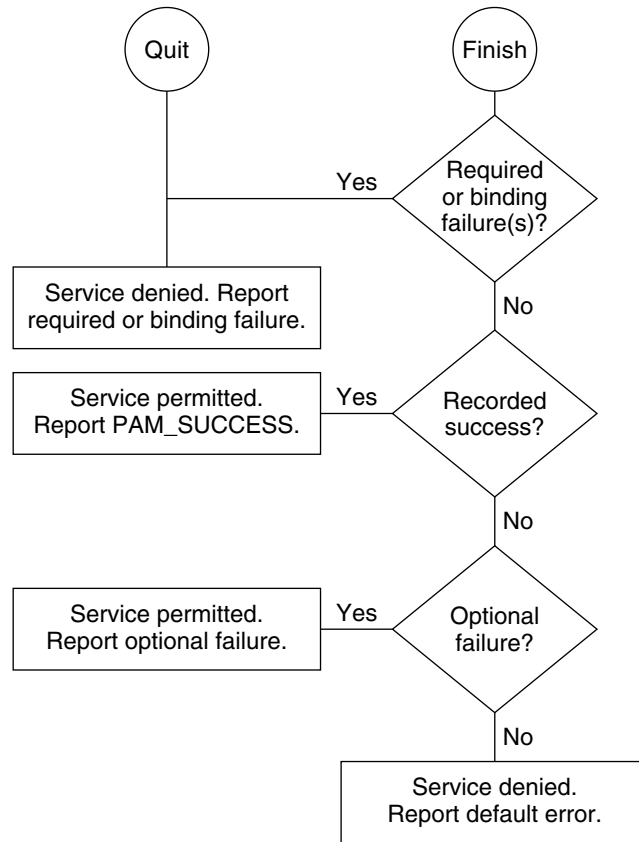 Quit
Finish
Required
or binding
failure(s)?
Yes
Service denied. Report
required or binding failure.
No
Service permitted.
Report PAM_SUCCESS.
Yes
Recorded
success?
No
Service permitted.
Report optional failure.
Yes
Optional
failure?
No
Service denied.
Report default error.